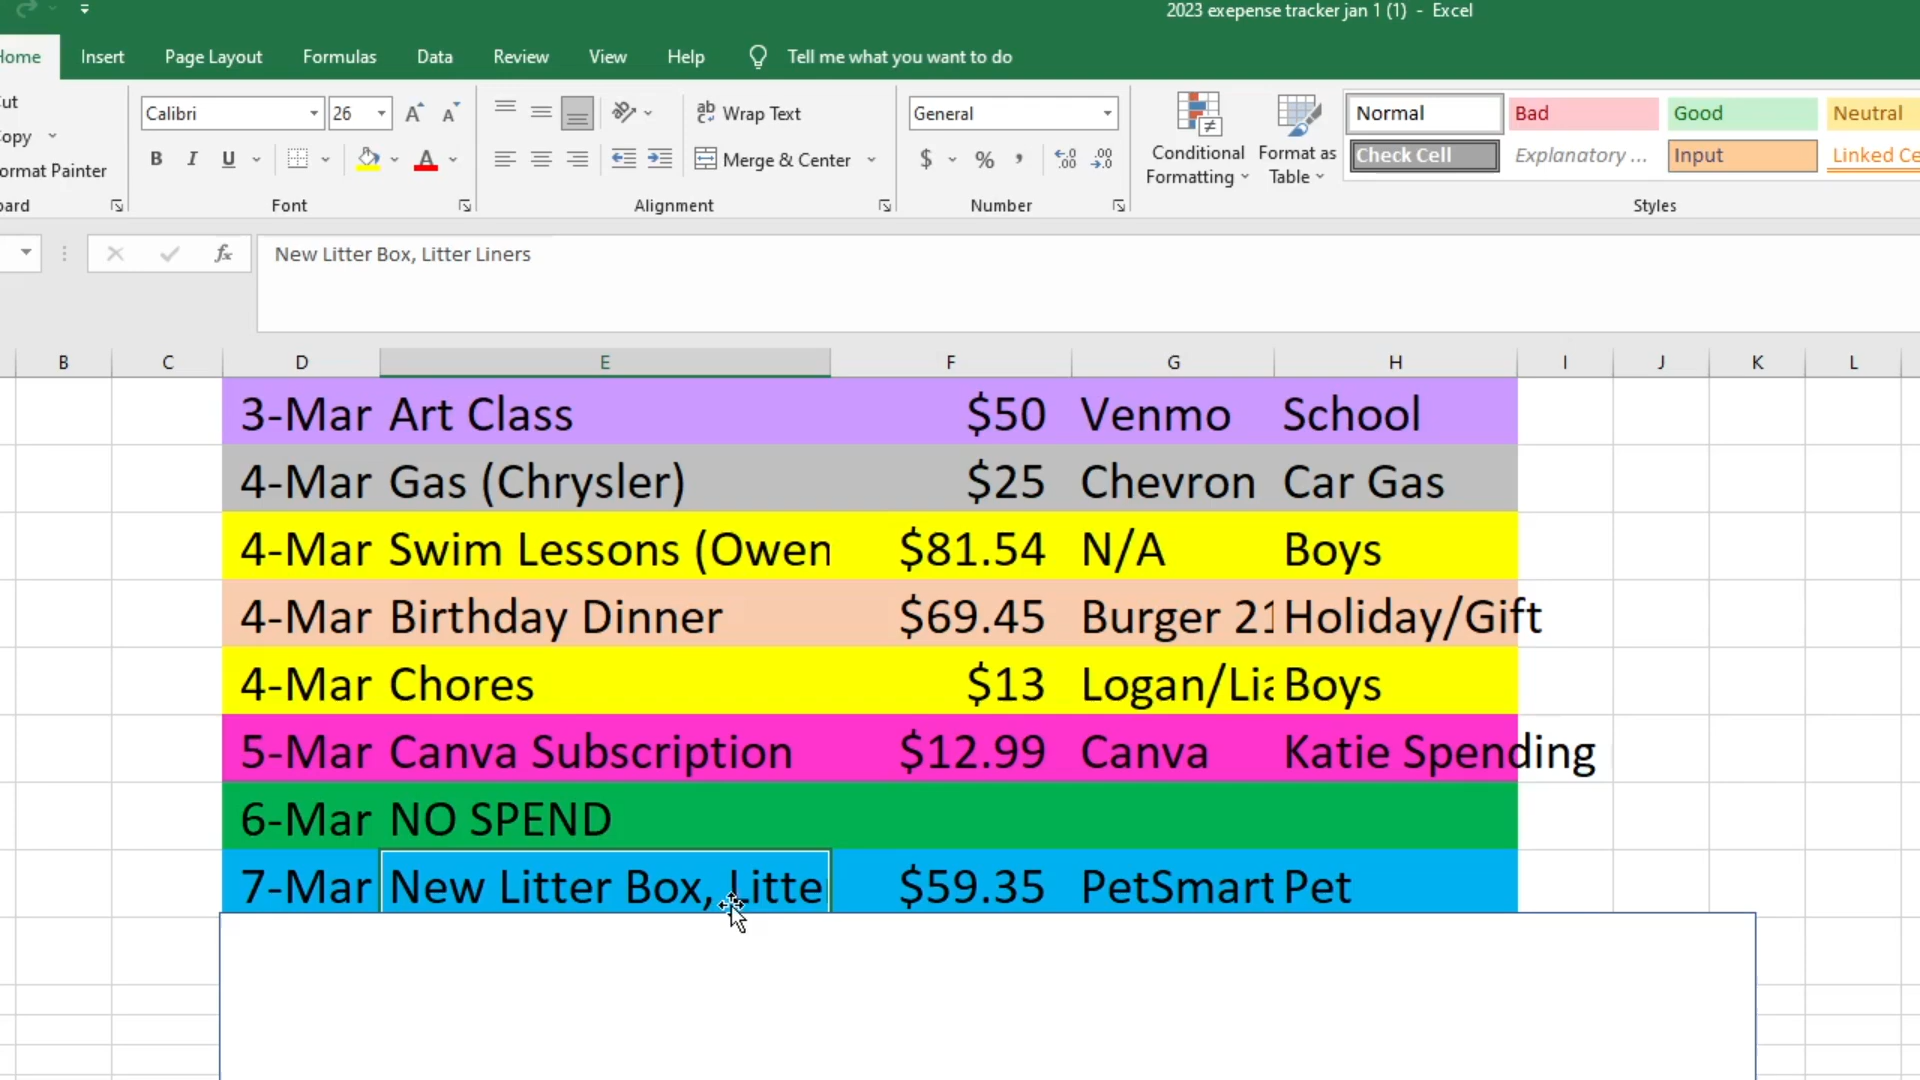 2023 exepense tracker jan 1 (1) - Excel
Home Insert Page Layout Formulas Data Review View Help Tell me what you want to do
Calibri 26 Wrap Text General Normal Bad Good Neutral
B I U A Merge & Center $ % Conditional Formatting Format as Table Check Cell Explanatory ... Input
Format Painter
Font Alignment Number Styles
fx New Litter Box, Litter Liners
B C D E F G H I J K L
3-Mar Art Class $50 Venmo School
4-Mar Gas (Chrysler) $25 Chevron Car Gas
4-Mar Swim Lessons (Owen $81.54 N/A Boys
4-Mar Birthday Dinner $69.45 Burger 21 Holiday/Gift
4-Mar Chores $13 Logan/Lia Boys
5-Mar Canva Subscription $12.99 Canva Katie Spending
6-Mar NO SPEND
7-Mar New Litter Box, Litte $59.35 PetSmart Pet